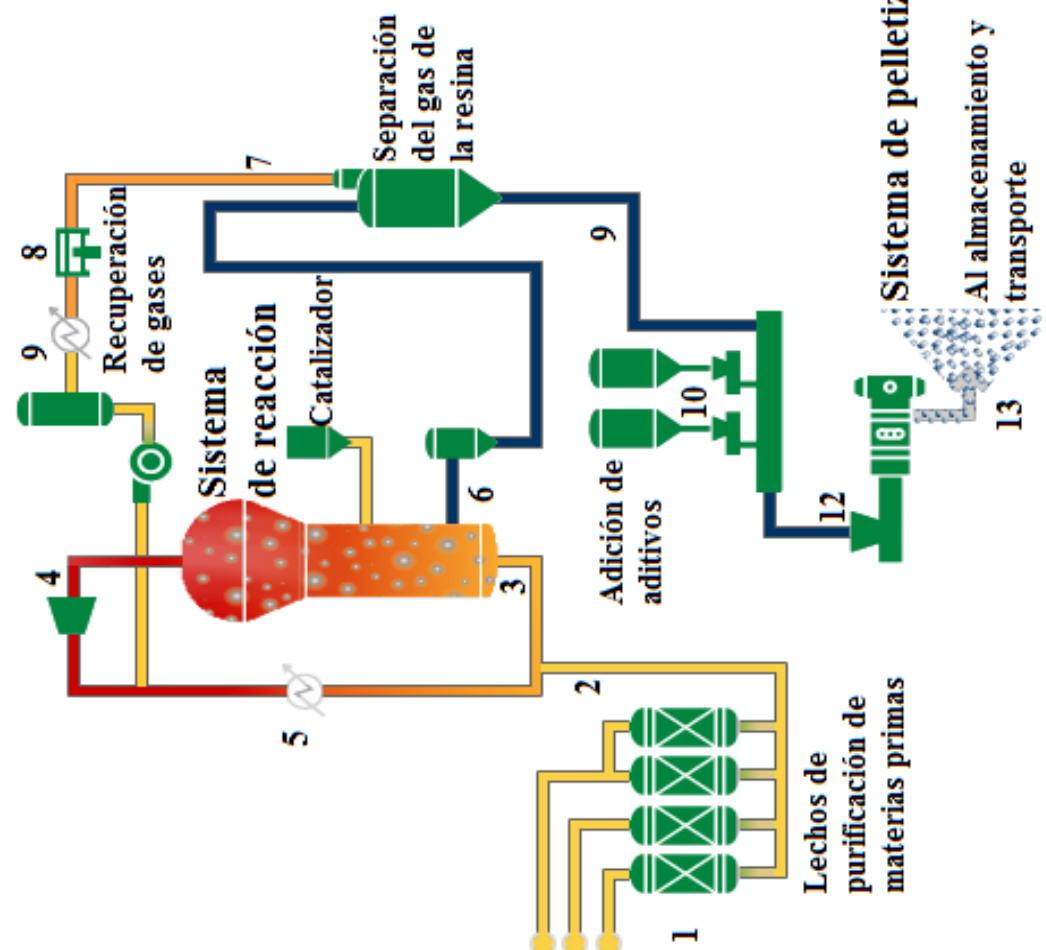 9
8
4
Recuperación
de gases
7
5
Sistema
de reacción
Catalizador
Separación
del gas de
la resina
6
3
2
9
1
Adición de
aditivos
10
Lechos de
purificación de
materias primas
12
Sistema de pelletiz
Al almacenamiento y
transporte
13